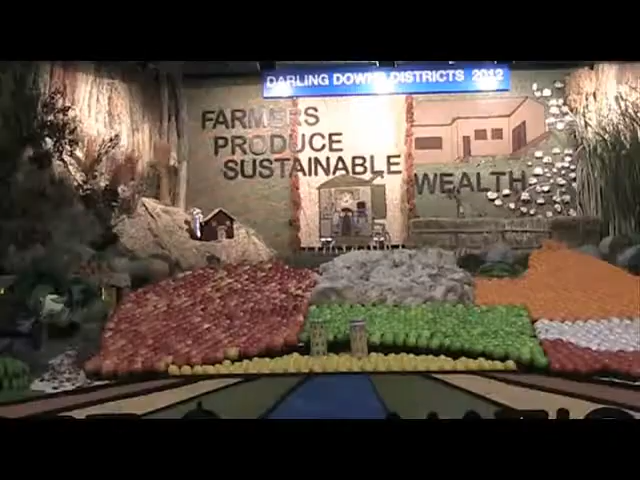 DARLING DOWNS DISTRICTS 2012
FARMERS
PRODUCE
SUSTAINABLE
WEALTH